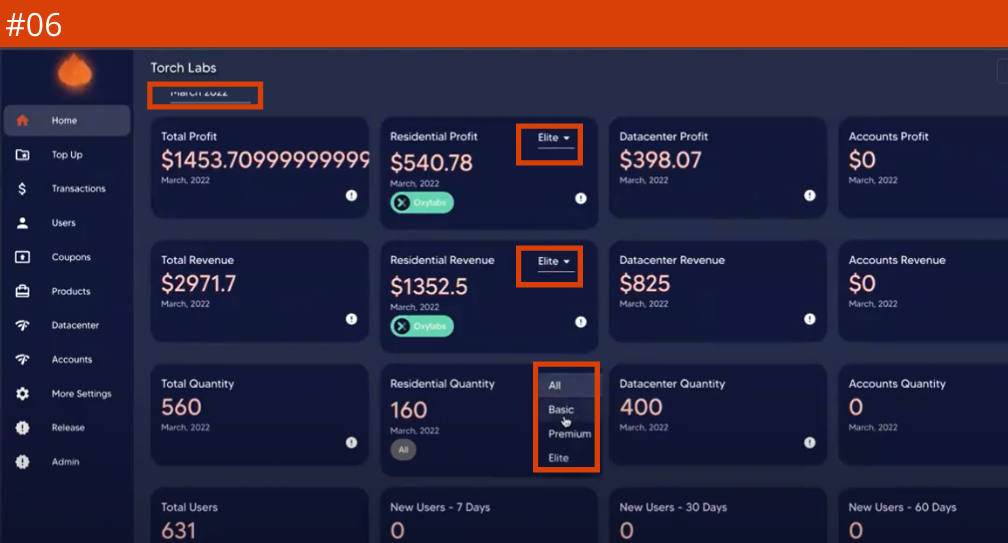 #06
Torch Labs
March 2022
Home
Top Up
Transactions
Users
Coupons
Products
Datacenter
Accounts
More Settings
Release
Admin
Total Profit
$1453.70999999999
March, 2022
Residential Profit
Elite
$540.78
March, 2022
Oxylabs
Datacenter Profit
$398.07
March, 2022
Accounts Profit
$0
March, 2022
Total Revenue
$2971.7
March, 2022
Residential Revenue
Elite
$1352.5
March, 2022
Oxylabs
Datacenter Revenue
$825
March, 2022
Accounts Revenue
$0
March, 2022
Total Quantity
560
March, 2022
Residential Quantity
160
March, 2022
All
All
Basic
Premium
Elite
Datacenter Quantity
400
March, 2022
Accounts Quantity
0
March, 2022
Total Users
631
New Users - 7 Days
0
New Users - 30 Days
0
New Users - 60 Days
0